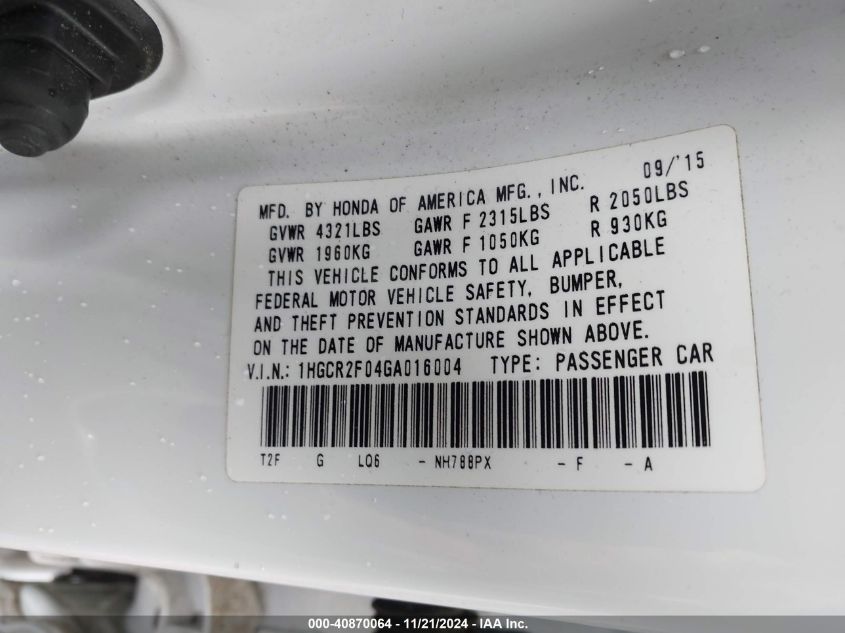 09/'15
MFD. BY HONDA OF AMERICA MFG., INC.
GVWR 4321LBS GAWR F 2315LBS R 2050LBS
GVWR 1960KG GAWR F 1050KG R 930KG
THIS VEHICLE CONFORMS TO ALL APPLICABLE
FEDERAL MOTOR VEHICLE SAFETY, BUMPER,
AND THEFT PREVENTION STANDARDS IN EFFECT
ON THE DATE OF MANUFACTURE SHOWN ABOVE.
V.I.N.: 1HGCR2F04GA016004 TYPE: PASSENGER CAR
T2F G LQ6 - NH788PX - F - A
000-40870064 - 11/21/2024 - IAA Inc.